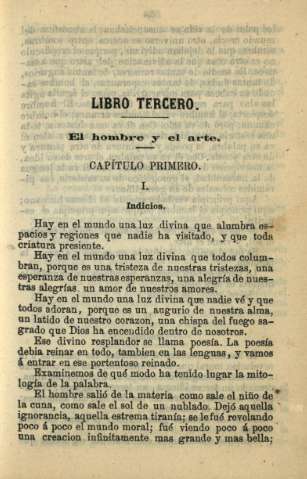 LIBRO TERCERO.
El hombre y el arte.
CAPÍTULO PRIMERO.
I.
Indicios.
Hay en el mundo una luz divina que alumbra es-
pacios y regiones que nadie ha visitado, y que toda
criatura presiente.
Hay en el mundo una luz divina que todos colum-
bran, porque es una tristeza de nuestras tristezas, una
esperanza de nuestras esperanzas, una alegría de nues-
tras alegrías. un amor de nuestros amores.
Hay en el mundo una luz divina que nadie vé y que
todos adoran, porque es un augurio de nuestra alma,
un latido de nuestro corazon, una chispa del fuego sa-
grado que Dios ha encendido dentro de nosotros.
Ese divino resplandor se llama poesía. La poesía
debia reinar en todo, tambien en las lenguas, y vamos
á entrar en ese portentoso reinado.
Examinemos de qué modo ha tenido lugar la mito-
logía de la palabra.
El hombre salió de la materia como sale el niño de
la cuna, como sale el sol de un nublado. Dejó aquella
ignorancia, aquella estrema tiranía; se le fué revelando
poco á poco el mundo moral; fué viendo poco á poco
una creacion infinitamente mas grande y mas bella;